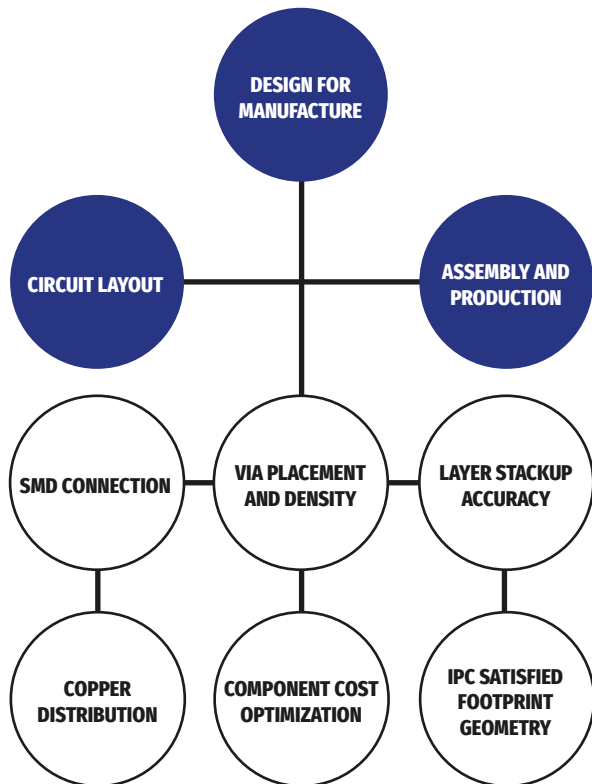 DESIGN FOR
MANUFACTURE
CIRCUIT LAYOUT
ASSEMBLY AND
PRODUCTION
SMD CONNECTION
VIA PLACEMENT
AND DENSITY
LAYER STACKUP
ACCURACY
COPPER
DISTRIBUTION
COMPONENT COST
OPTIMIZATION
IPC SATISFIED
FOOTPRINT
GEOMETRY